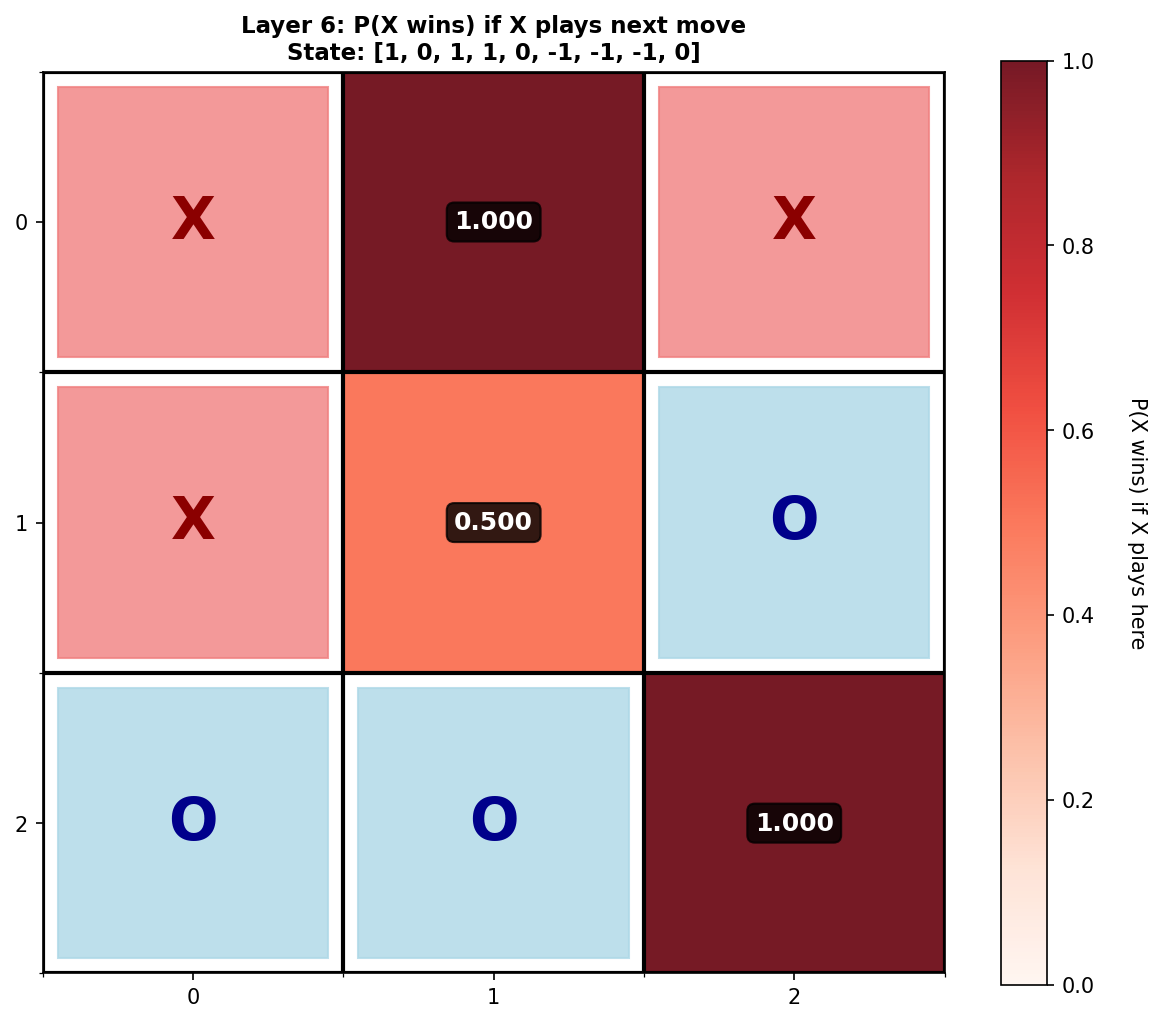 Layer 6: P(X wins) if X plays next move
State: [1, 0, 1, 1, 0, -1, -1, -1, 0]
0
X
1.000
X
1
X
0.500
O
2
O
O
1.000
0
1
2
1.0
0.8
0.6
0.4
0.2
0.0
P(X wins) if X plays here